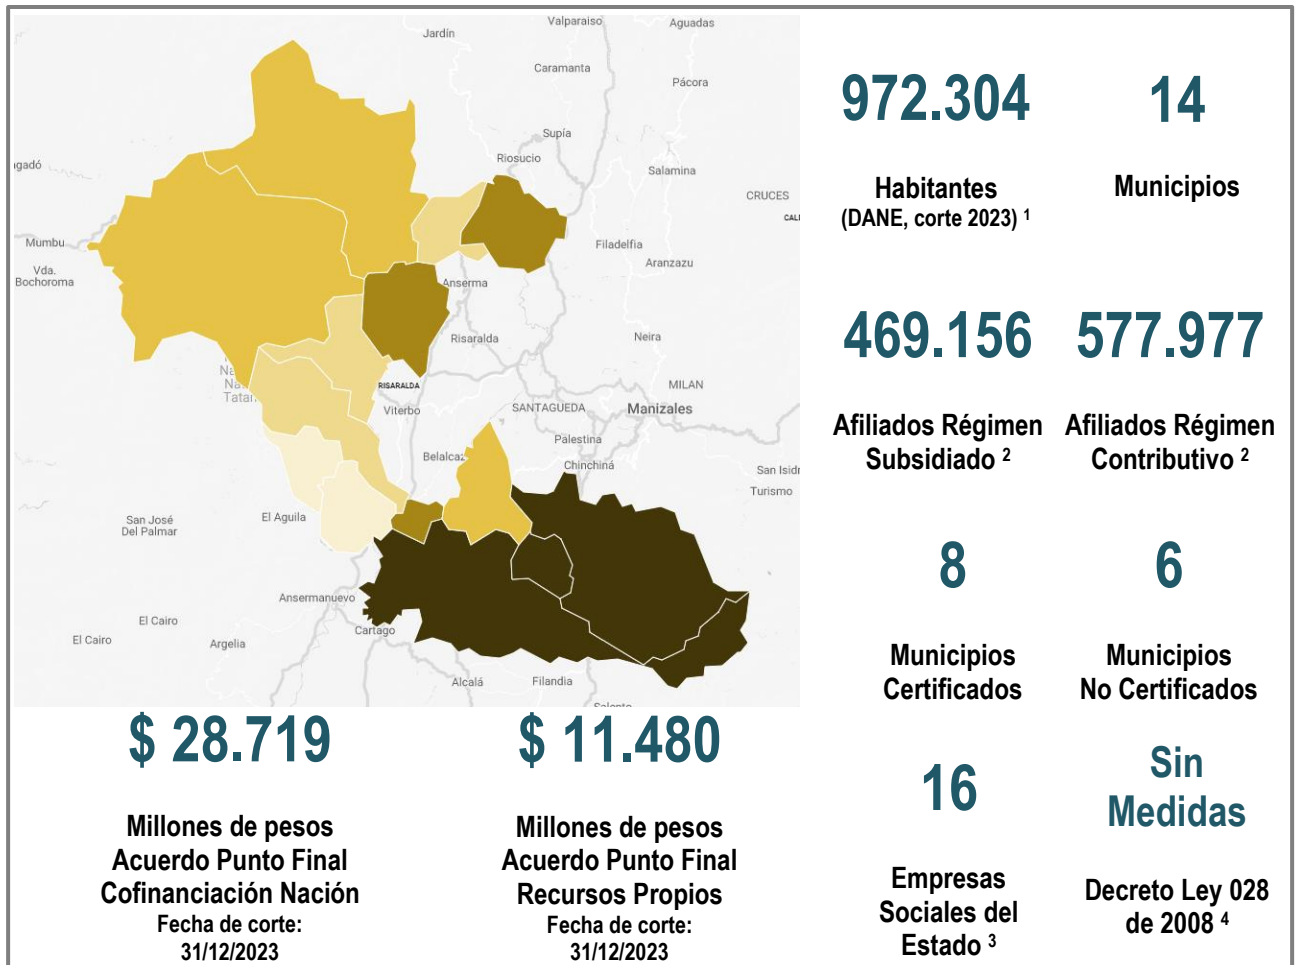 Valparaiso
Aguadas
Jardín
Caramanta
Pácora
Supía
Riosucio
Salamina
CRUCES
Mumbu
Filadelfia
Vda.
Bochoroma
Aranzazu
Anserma
Risaralda
Neira
RISARALDA
MILAN
Viterbo
SANTAGUEDA
Manizales
Palestina
Chinchiná
Turismo
San José
Del Palmar
El Aguila
Ansermanuevo
El Cairo
El Cairo
Argelia
Cartago
Alcalá
Filandia
972.304
Habitantes
(DANE, corte 2023) 1
14
Municipios
469.156
Afiliados Régimen
Subsidiado 2
577.977
Afiliados Régimen
Contributivo 2
8
Municipios
Certificados
6
Municipios
No Certificados
$ 28.719
Millones de pesos
Acuerdo Punto Final
Cofinanciación Nación
Fecha de corte:
31/12/2023
$ 11.480
Millones de pesos
Acuerdo Punto Final
Recursos Propios
Fecha de corte:
31/12/2023
16
Empresas
Sociales del
Estado 3
Sin
Medidas
Decreto Ley 028
de 2008 4